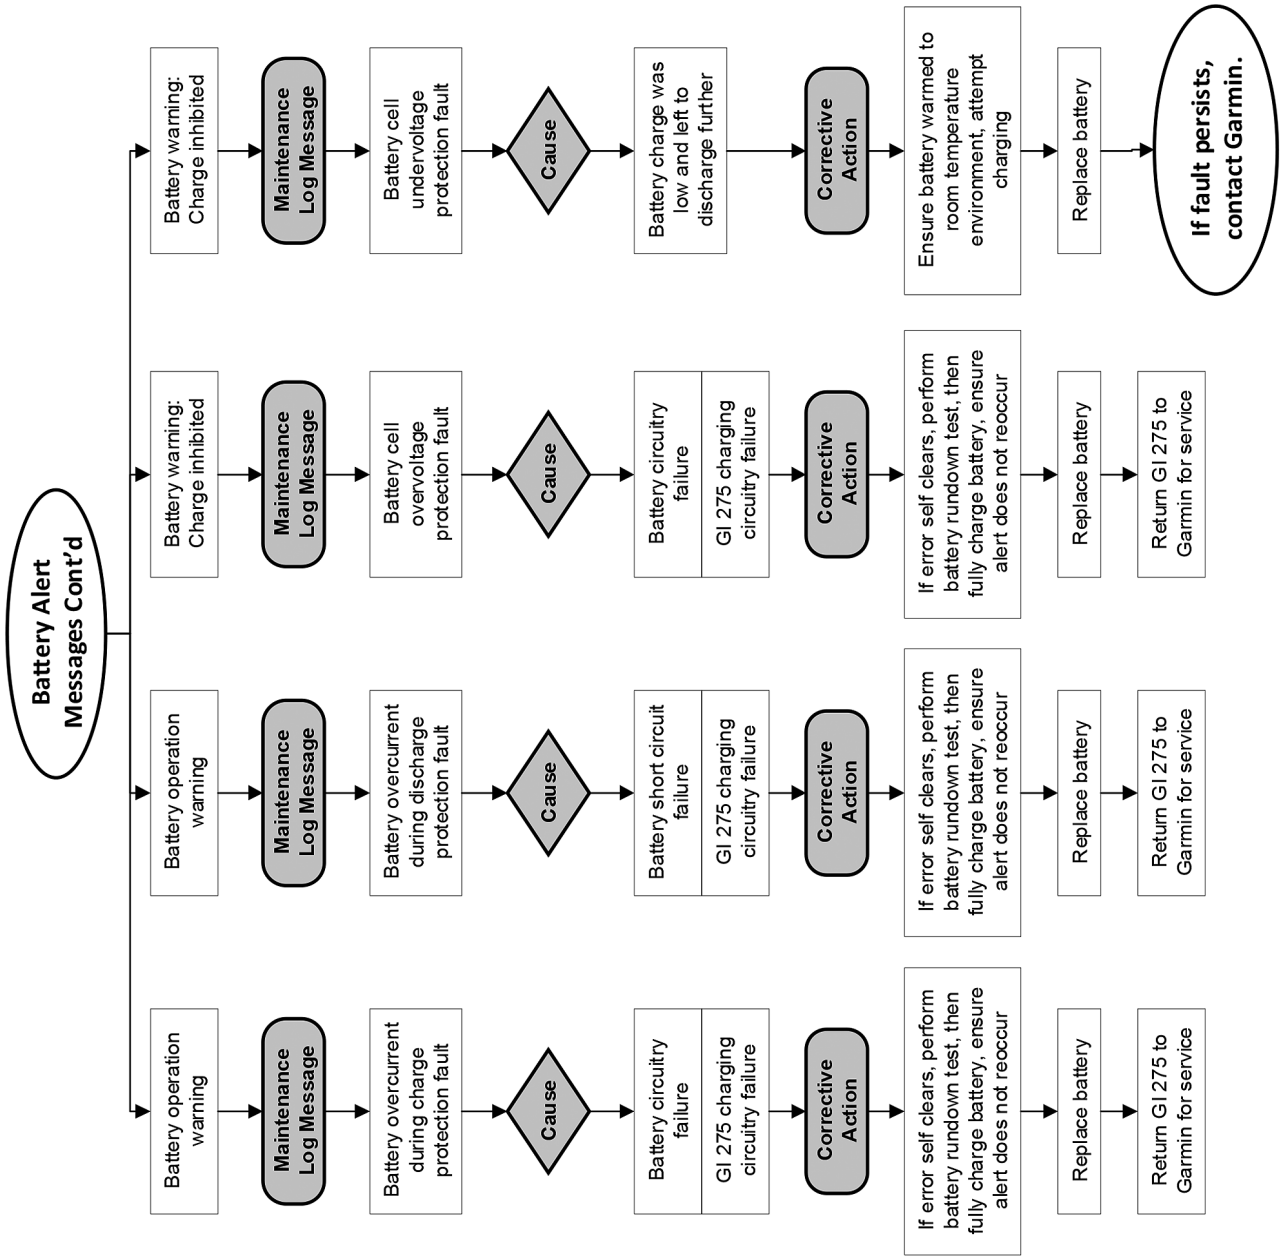 Battery Alert
Messages Cont’d
Battery operation
warning
Maintenance
Log Message
Battery overcurrent
during charge
protection fault
Cause
Battery circuitry
failure
GI 275 charging
circuitry failure
Corrective
Action
If error self clears, perform
battery rundown test, then
fully charge battery, ensure
alert does not reoccur
Replace battery
Return GI 275 to
Garmin for service
Battery operation
warning
Maintenance
Log Message
Battery overcurrent
during discharge
protection fault
Cause
Battery short circuit
failure
GI 275 charging
circuitry failure
Corrective
Action
If error self clears, perform
battery rundown test, then
fully charge battery, ensure
alert does not reoccur
Replace battery
Return GI 275 to
Garmin for service
Battery warning:
Charge inhibited
Maintenance
Log Message
Battery cell
overvoltage
protection fault
Cause
Battery circuitry
failure
GI 275 charging
circuitry failure
Corrective
Action
If error self clears, perform
battery rundown test, then
fully charge battery, ensure
alert does not reoccur
Replace battery
Return GI 275 to
Garmin for service
Battery warning:
Charge inhibited
Maintenance
Log Message
Battery cell
undervoltage
protection fault
Cause
Battery charge was
low and left to
discharge further
Corrective
Action
Ensure battery warmed to
room temperature
environment, attempt
charging
Replace battery
If fault persists,
contact Garmin.